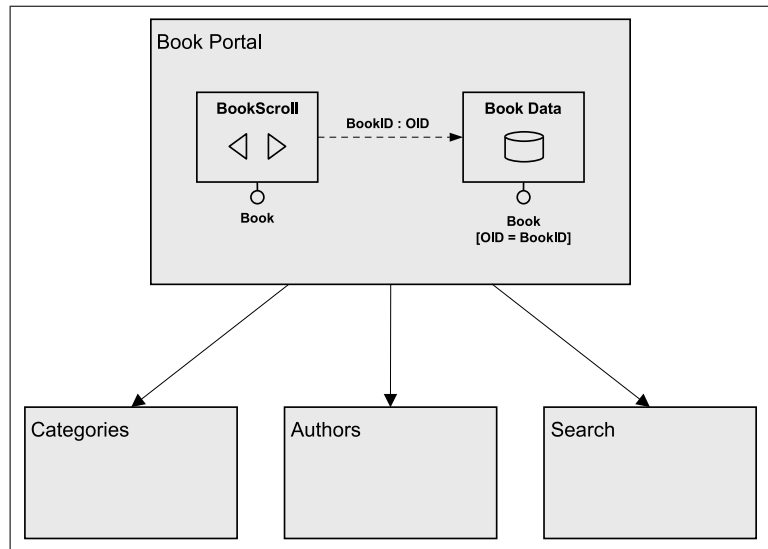 Book Portal
BookScroll
BookID : OID
Book Data
Book
Book
[OID = BookID]
Categories
Authors
Search